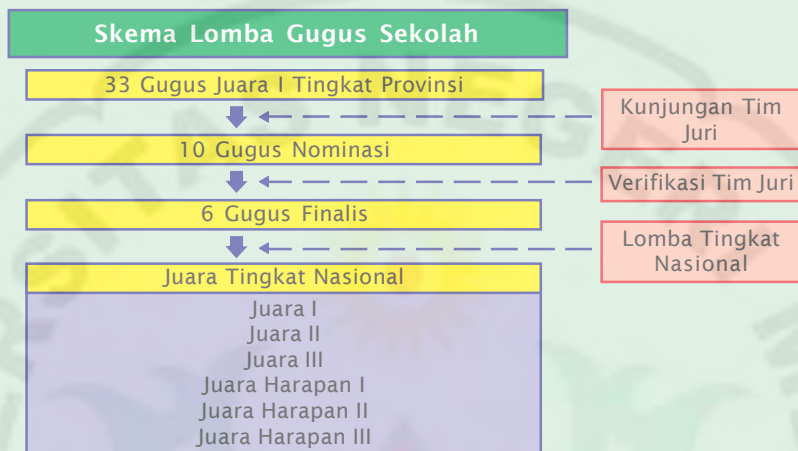 Skema Lomba Gugus Sekolah
33 Gugus Juara I Tingkat Provinsi
Kunjungan Tim
Juri
10 Gugus Nominasi
Verifikasi Tim Juri
6 Gugus Finalis
Lomba Tingkat
Nasional
Juara Tingkat Nasional
Juara I
Juara II
Juara III
Juara Harapan I
Juara Harapan II
Juara Harapan III